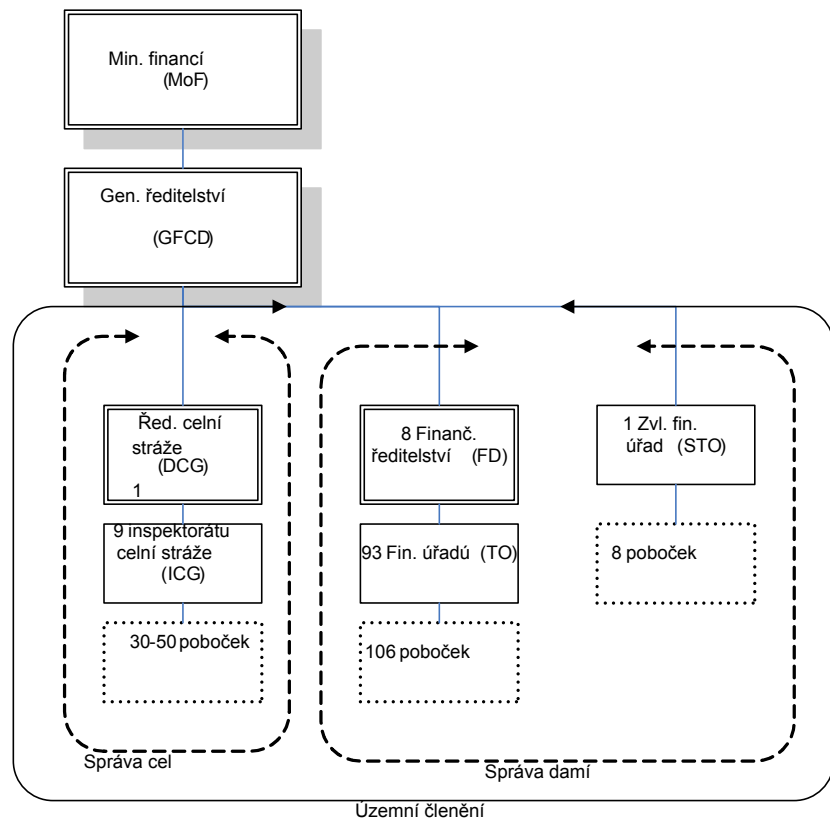 Min. financí
(MoF)
Gen. ředitelství
(GFCD)
Řed. celní
stráže
(DCG)
1
9 inspektorátu
celní stráže
(ICG)
30-50 poboček
8 Finanč.
ředitelství (FD)
93 Fin. úřadú (TO)
106 poboček
1 Zvl. fin.
úřad (STO)
8 poboček
Správa cel
Správa damí
Územní členění